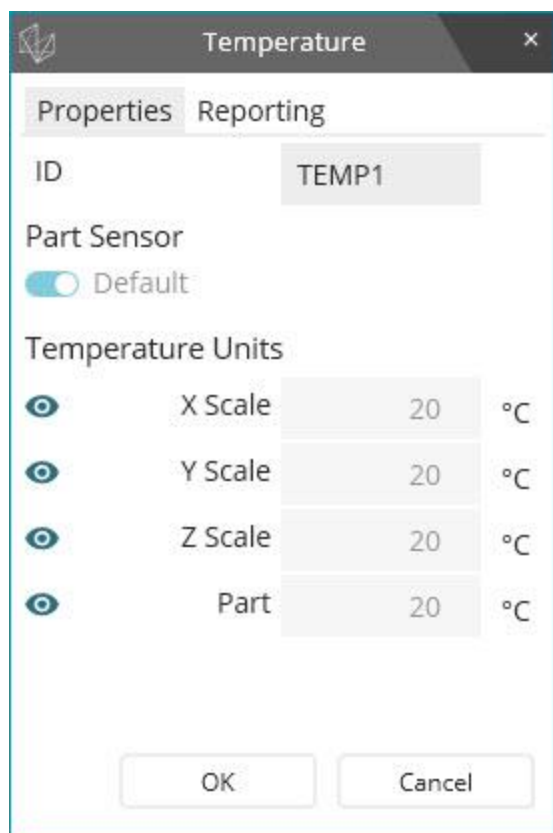 Temperature ×
Properties Reporting
ID TEMP1
Part Sensor
Default
Temperature Units
X Scale 20 °C
Y Scale 20 °C
Z Scale 20 °C
Part 20 °C
OK Cancel